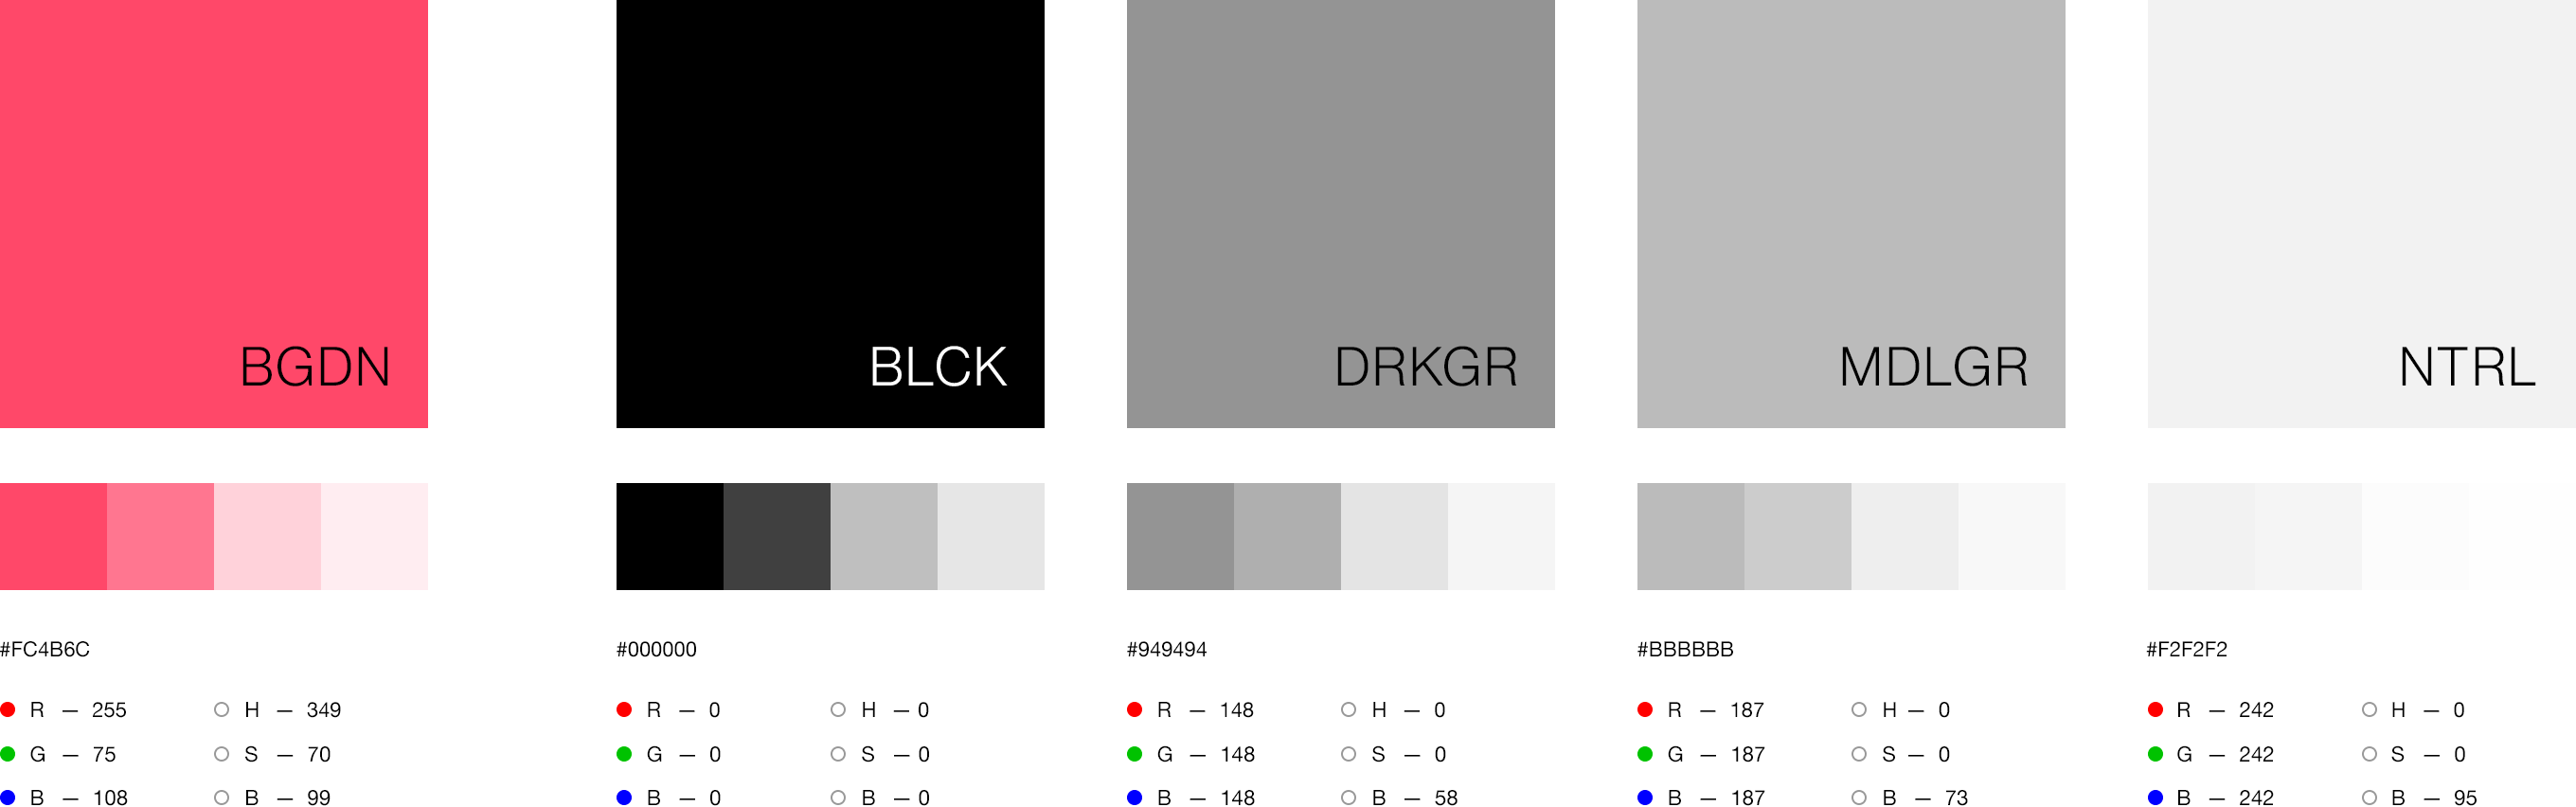 BGDN
BLCK
DRKGR
MDLGR
NTRL
#FC4B6C
#000000
#949494
#BBBBBB
#F2F2F2
R — 255
H — 349
R — 0
H — 0
R — 148
H — 0
R — 187
H — 0
R — 242
H — 0
G — 75
S — 70
G — 0
S — 0
G — 148
S — 0
G — 187
S — 0
G — 242
S — 0
B — 108
B — 99
B — 0
B — 0
B — 148
B — 58
B — 187
B — 73
B — 242
B — 95